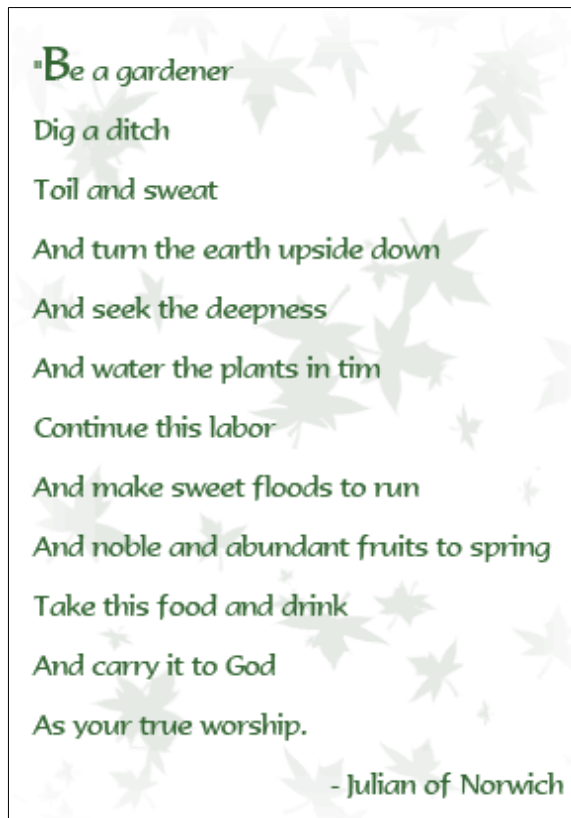 "Be a gardener
Dig a ditch
Toil and sweat
And turn the earth upside down
And seek the deepness
And water the plants in tim
Continue this labor
And make sweet floods to run
And noble and abundant fruits to spring
Take this food and drink
And carry it to God
As your true worship.
- Julian of Norwich